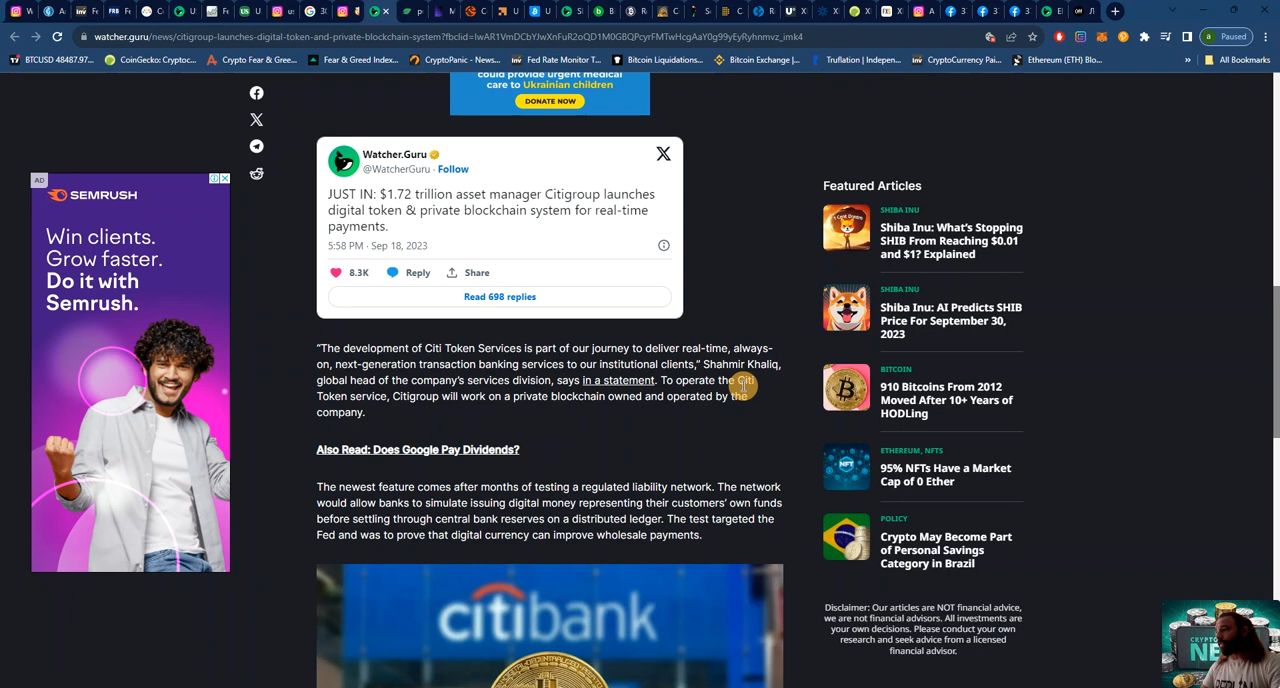 watcher.guru/news/citigroup-launches-digital-token-and-private-blockchain-system?fbclid=IwAR1VmDCbYJwXnFuR2oQD1M0GBQPcyrFMTwHcgAaY0g99yEyRhynmvz_imk4
Paused
BTCUSD 48487.97...
CoinGecko: Cryptoc...
Crypto Fear & Gree...
Fear & Greed Index...
CryptoPanic - News...
Fed Rate Monitor T...
Bitcoin Liquidations...
Bitcoin Exchange |...
Truflation | Indepen...
CryptoCurrency Pai...
Ethereum (ETH) Blo...
All Bookmarks
could provide urgent medical
care to Ukrainian children
DONATE NOW
Watcher.Guru
@WatcherGuru · Follow
JUST IN: $1.72 trillion asset manager Citigroup launches
digital token & private blockchain system for real-time
payments.
5:58 PM · Sep 18, 2023
8.3K Reply Share
Read 698 replies
AD
SEMRUSH
Win clients.
Grow faster.
Do it with
Semrush.
"The development of Citi Token Services is part of our journey to deliver real-time, always-
on, next-generation transaction banking services to our institutional clients," Shahmir Khaliq,
global head of the company's services division, says in a statement. To operate the Citi
Token service, Citigroup will work on a private blockchain owned and operated by the
company.
Also Read: Does Google Pay Dividends?
The newest feature comes after months of testing a regulated liability network. The network
would allow banks to simulate issuing digital money representing their customers' own funds
before settling through central bank reserves on a distributed ledger. The test targeted the
Fed and was to prove that digital currency can improve wholesale payments.
citibank
Featured Articles
SHIBA INU
Shiba Inu: What's Stopping
SHIB From Reaching $0.01
and $1? Explained
SHIBA INU
Shiba Inu: AI Predicts SHIB
Price For September 30,
2023
BITCOIN
910 Bitcoins From 2012
Moved After 10+ Years of
HODLing
ETHEREUM, NFTS
95% NFTs Have a Market
Cap of 0 Ether
NFT
POLICY
Crypto May Become Part
of Personal Savings
Category in Brazil
Disclaimer: Our articles are NOT financial advice,
we are not financial advisors. All investments are
your own decisions. Please conduct your own
research and seek advice from a licensed
financial advisor.